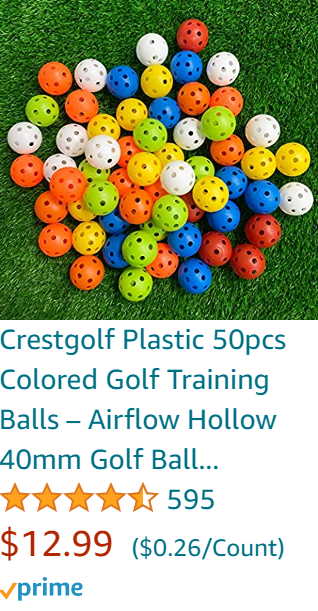 Crestgolf Plastic 50pcs
Colored Golf Training
Balls – Airflow Hollow
40mm Golf Ball...
595
$12.99 ($0.26/Count)
prime